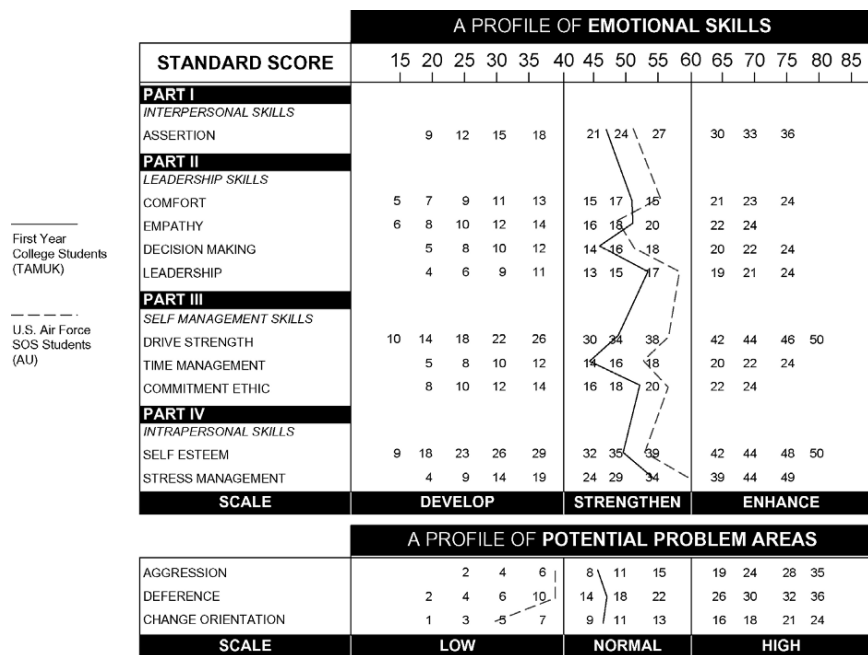 A PROFILE OF EMOTIONAL SKILLS
STANDARD SCORE 15 20 25 30 35 40 45 50 55 60 65 70 75 80 85
PART I
INTERPERSONAL SKILLS
ASSERTION 9 12 15 18 21 24 27 30 33 36
PART II
LEADERSHIP SKILLS
COMFORT 5 7 9 11 13 15 17 15 21 23 24
EMPATHY 6 8 10 12 14 16 18 20 22 24
DECISION MAKING 5 8 10 12 14 16 18 20 22 24
LEADERSHIP 4 6 9 11 13 15 17 19 21 24
PART III
SELF MANAGEMENT SKILLS
DRIVE STRENGTH 10 14 18 22 26 30 34 38 42 44 46 50
TIME MANAGEMENT 5 8 10 12 14 16 18 20 22 24
COMMITMENT ETHIC 8 10 12 14 16 18 20 22 24
PART IV
INTRAPERSONAL SKILLS
SELF ESTEEM 9 18 23 26 29 32 35 39 42 44 48 50
STRESS MANAGEMENT 4 9 14 19 24 29 34 39 44 49
SCALE DEVELOP STRENGTHEN ENHANCE
First Year
College Students
(TAMUK)
U.S. Air Force
SOS Students
(AU)
A PROFILE OF POTENTIAL PROBLEM AREAS
AGGRESSION 2 4 6 8 11 15 19 24 28 35
DEFERENCE 2 4 6 10 14 18 22 26 30 32 36
CHANGE ORIENTATION 1 3 5 7 9 11 13 16 18 21 24
SCALE LOW NORMAL HIGH